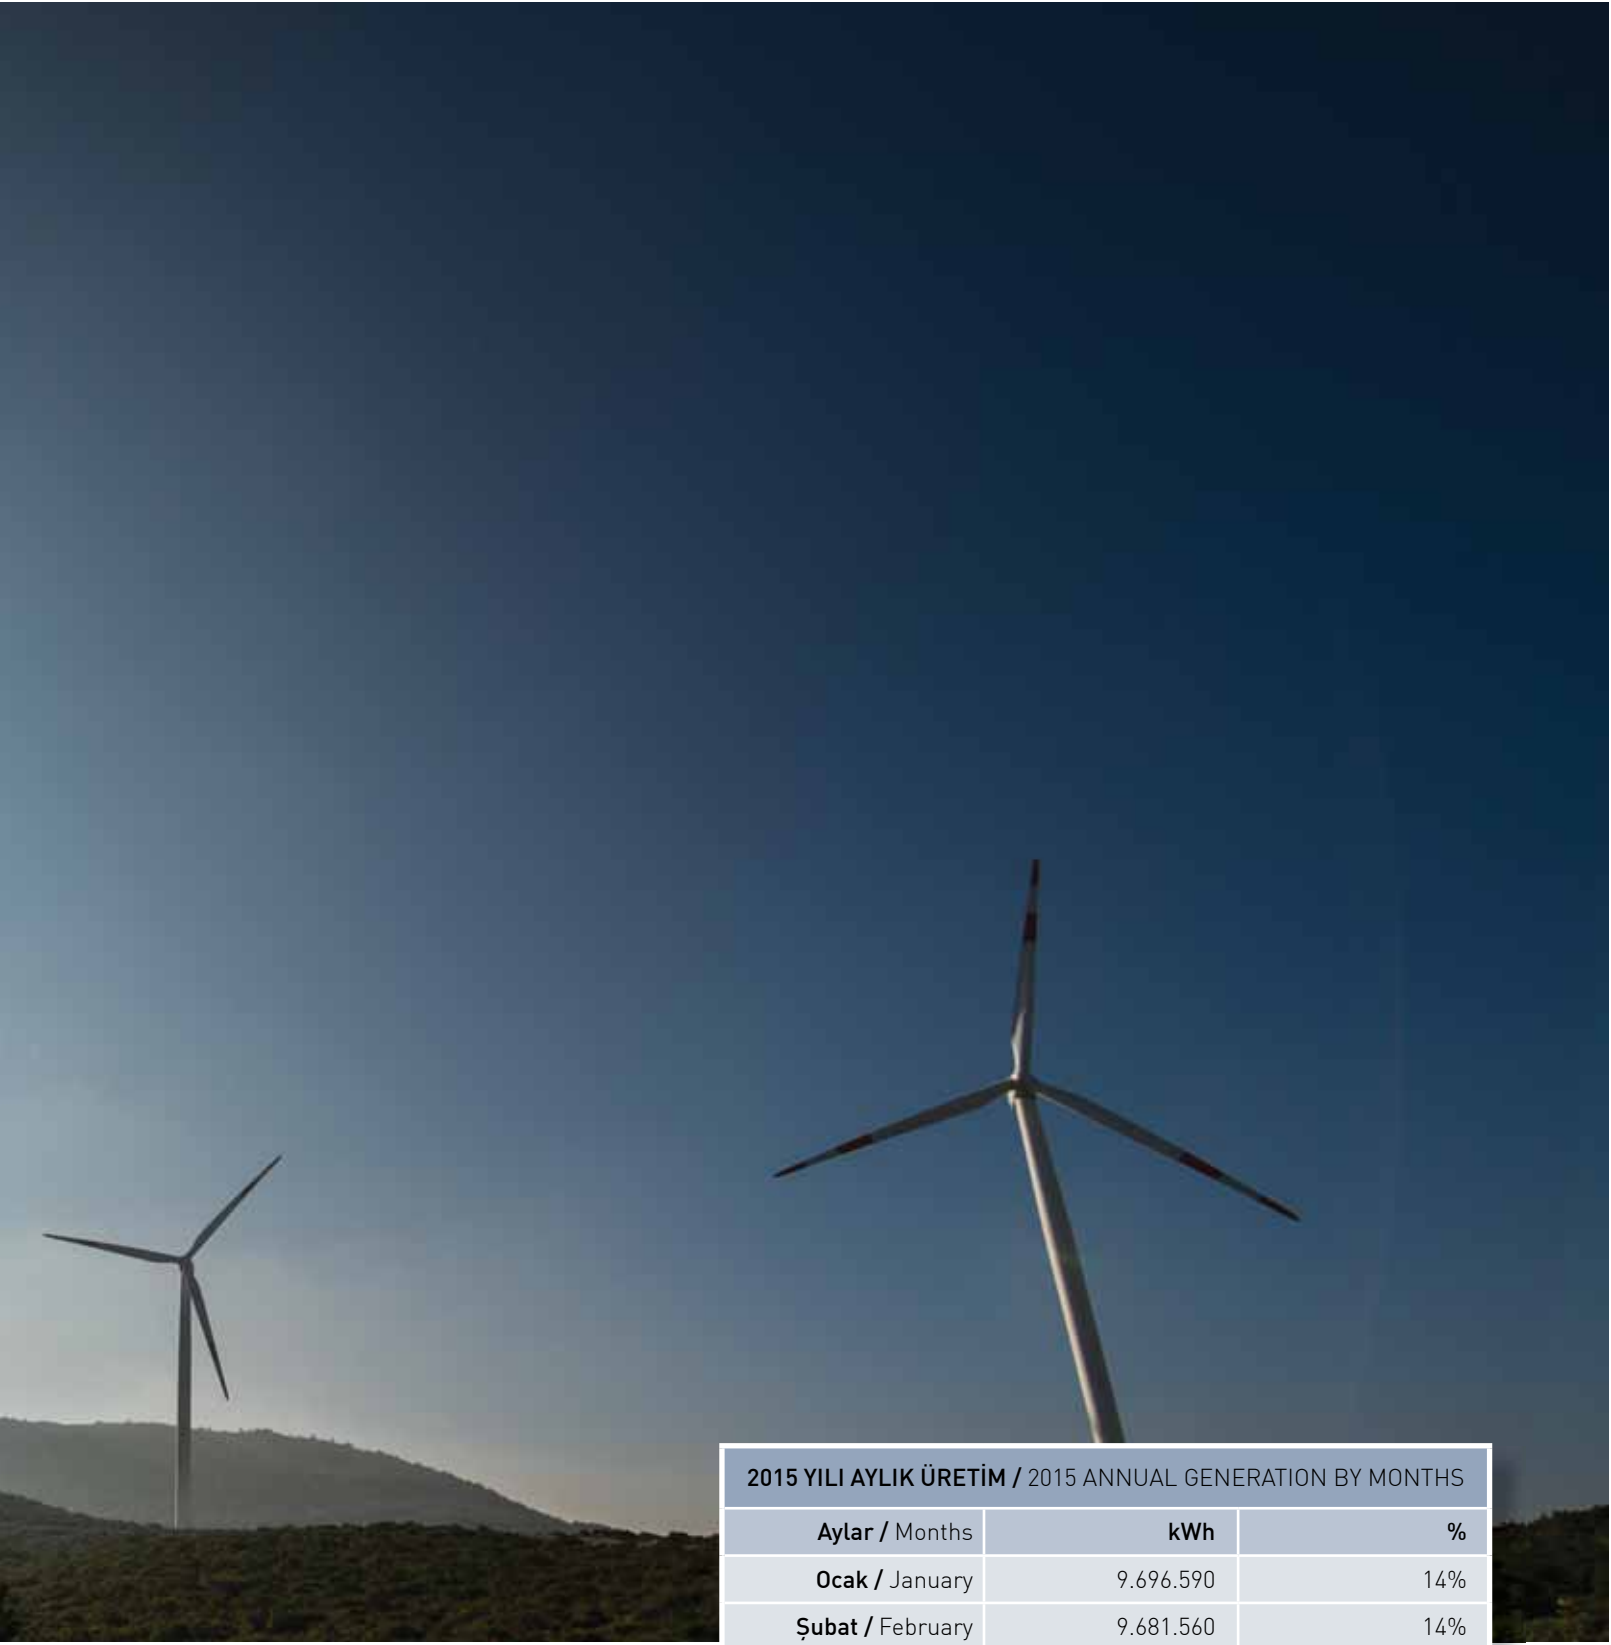 2015 YILI AYLIK ÜRETİM / 2015 ANNUAL GENERATION BY MONTHS
Aylar / Months kWh %
Ocak / January 9.696.590 14%
Şubat / February 9.681.560 14%